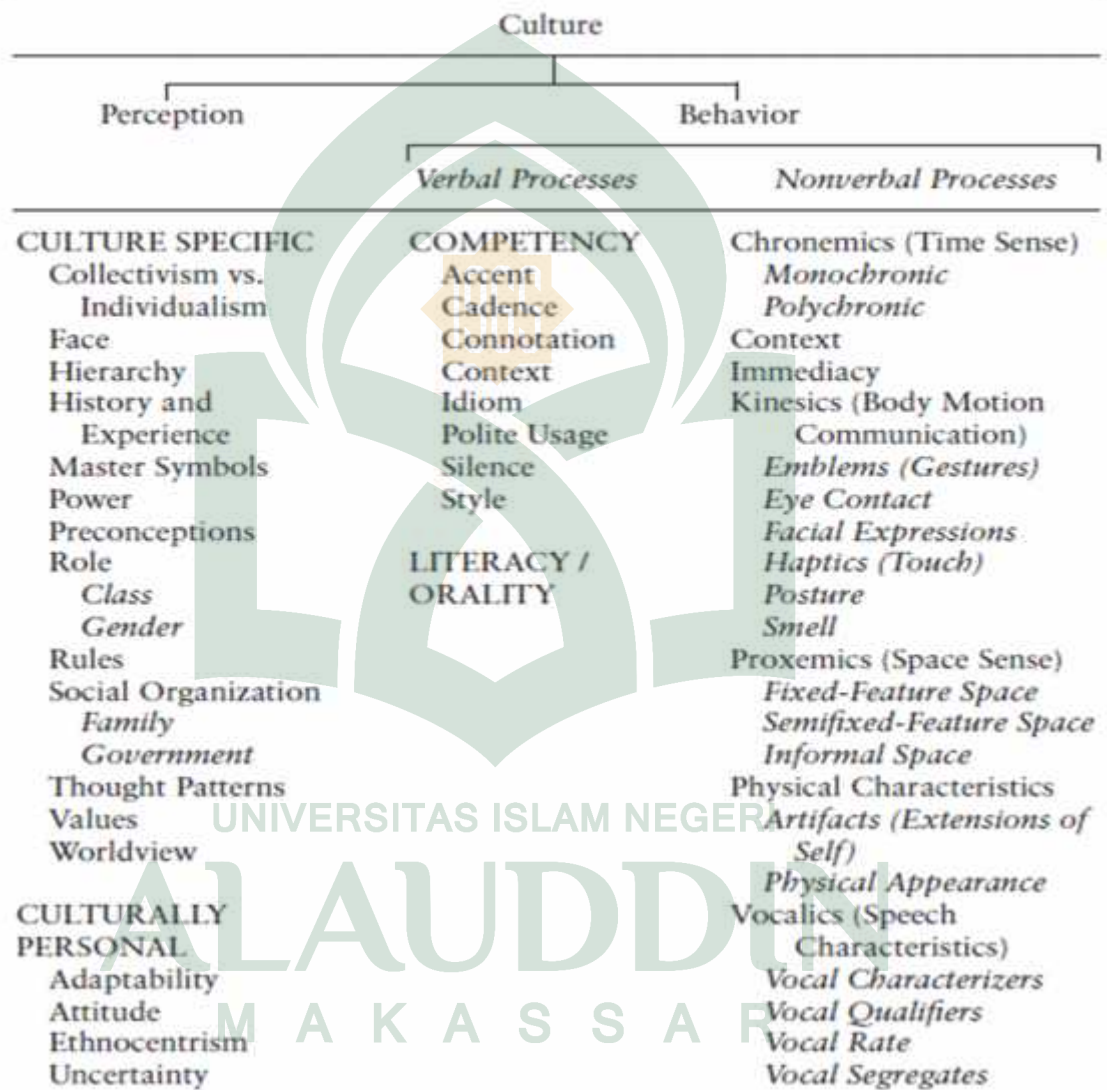 Culture
Perception
Behavior
Verbal Processes
Nonverbal Processes
CULTURE SPECIFIC
Collectivism vs.
Individualism
Face
Hierarchy
History and
Experience
Master Symbols
Power
Preconceptions
Role
Class
Gender
Rules
Social Organization
Family
Government
Thought Patterns
Values
Worldview
CULTURALLY
PERSONAL
Adaptability
Attitude
Ethnocentrism
Uncertainty
COMPETENCY
Accent
Cadence
Connotation
Context
Idiom
Polite Usage
Silence
Style
LITERACY /
ORALITY
Chronemics (Time Sense)
Monochronic
Polychronic
Context
Immediacy
Kinesics (Body Motion
Communication)
Emblems (Gestures)
Eye Contact
Facial Expressions
Haptics (Touch)
Posture
Smell
Proxemics (Space Sense)
Fixed-Feature Space
Semifixed-Feature Space
Informal Space
Physical Characteristics
Artifacts (Extensions of
Self)
Physical Appearance
Vocalics (Speech
Characteristics)
Vocal Characterizers
Vocal Qualifiers
Vocal Rate
Vocal Segregates
UNIVERSITAS ISLAM NEGERI
ALAUDDIN
MAKASSAR